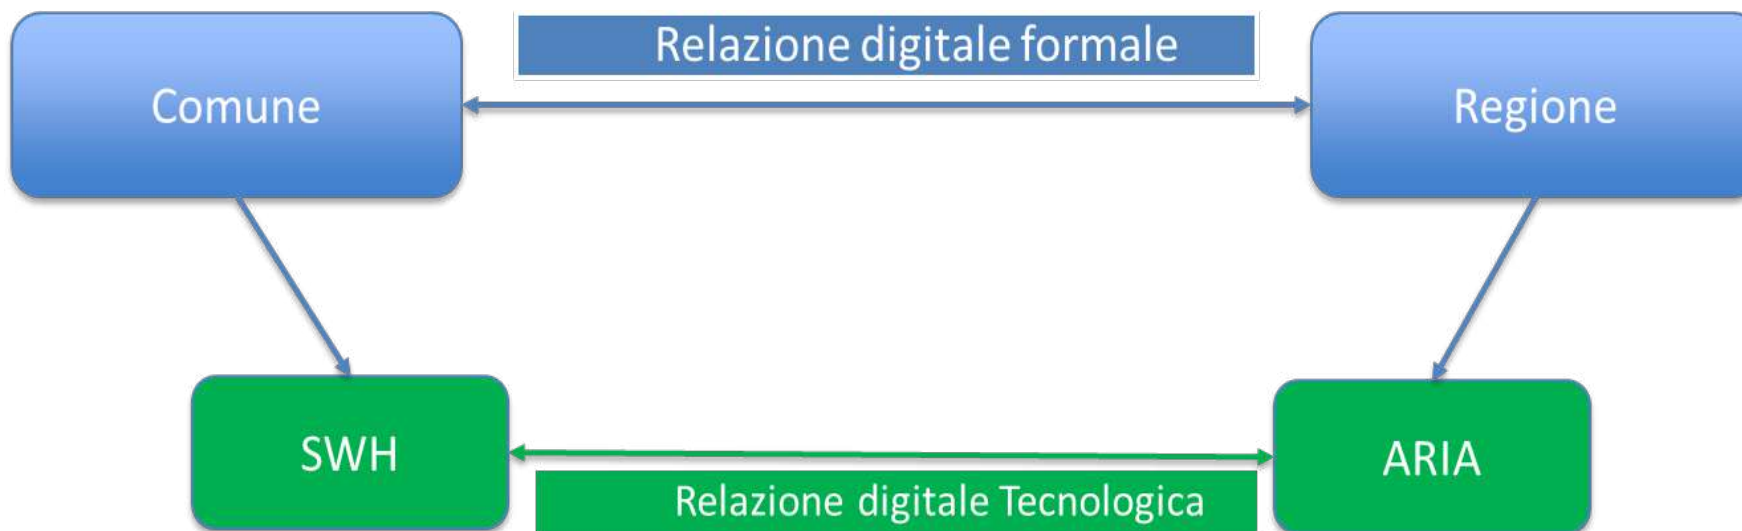 Relazione digitale formale
Comune
Regione
SWH
ARIA
Relazione digitale Tecnologica